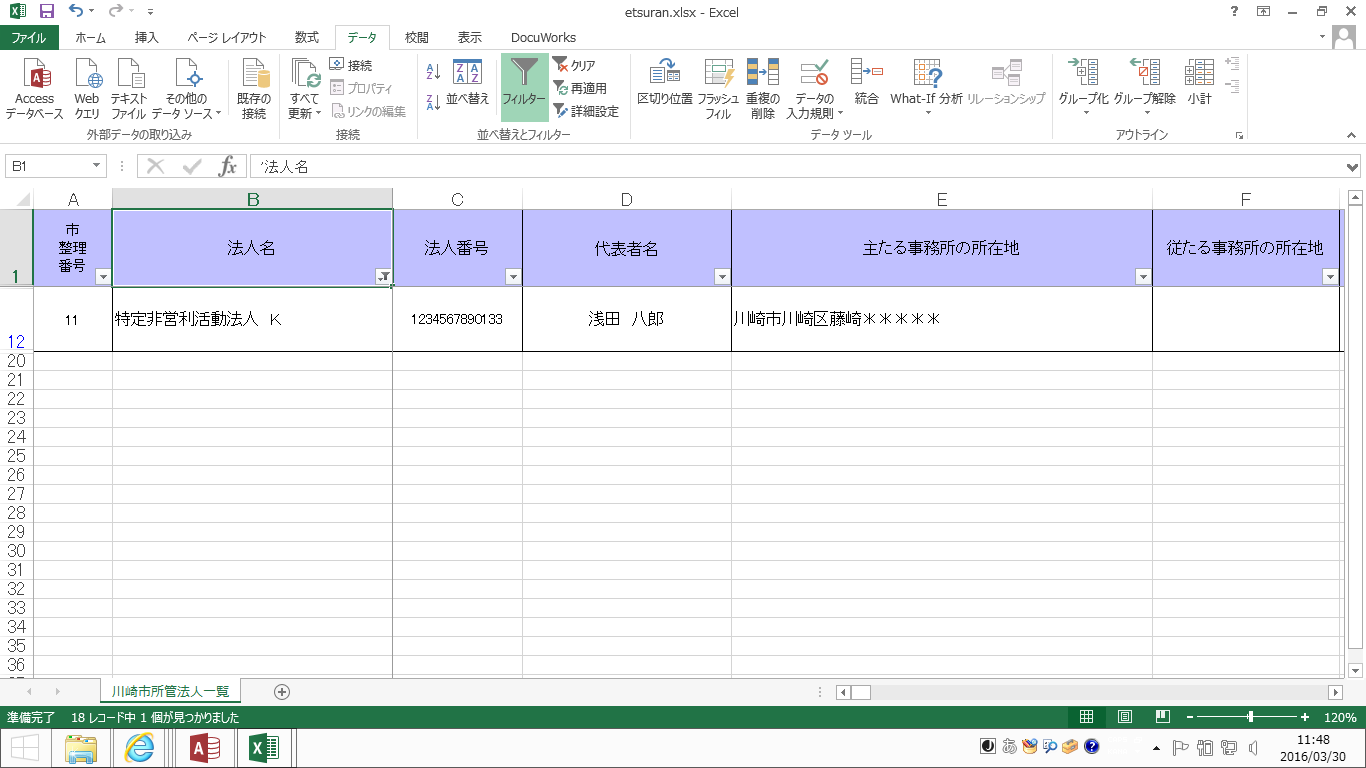 etsuran.xlsx - Excel
ファイル ホーム 挿入 ページ レイアウト 数式 データ 校閲 表示 DocuWorks
Access データベース
Web クエリ
テキスト ファイル
その他の データ ソース
既存の 接続
外部データの取り込み
すべて 更新
接続
プロパティ
リンクの編集
接続
並べ替え
フィルター
クリア
再適用
詳細設定
並べ替えとフィルター
区切り位置
フラッシュ フィル
重複の 削除
データの 入力規則
統合
What-If 分析
リレーションシップ
データ ツール
グループ化
グループ解除
小計
アウトライン
B1
'法人名
A B C D E F
1 市 整理 番号 法人名 法人番号 代表者名 主たる事務所の所在地 従たる事務所の所在地
12 11 特定非営利活動法人 K 1234567890133 浅田 八郎 川崎市川崎区藤崎＊＊＊＊＊
20
21
22
23
24
25
26
27
28
29
30
31
32
33
34
35
36
川崎市所管法人一覧
準備完了 18 レコード中 1 個が見つかりました 120%
11:48
2016/03/30